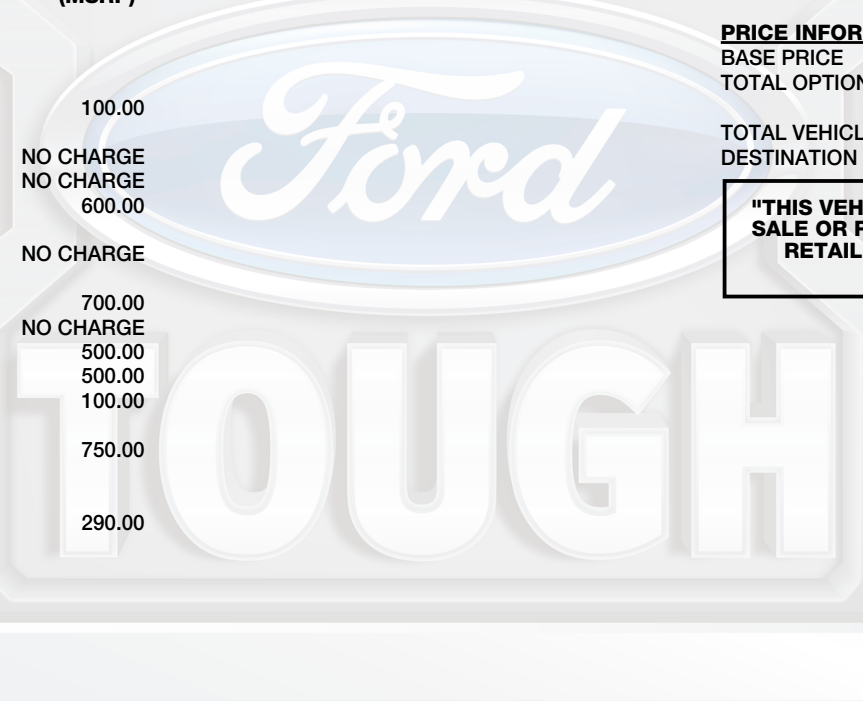 (MSRP)
100.00
NO CHARGE
NO CHARGE
600.00
NO CHARGE
700.00
NO CHARGE
500.00
500.00
100.00
750.00
290.00
Ford
TOUGH
PRICE INFOR
BASE PRICE
TOTAL OPTION
TOTAL VEHICL
DESTINATION
"THIS VEH
SALE OR
RETAIL